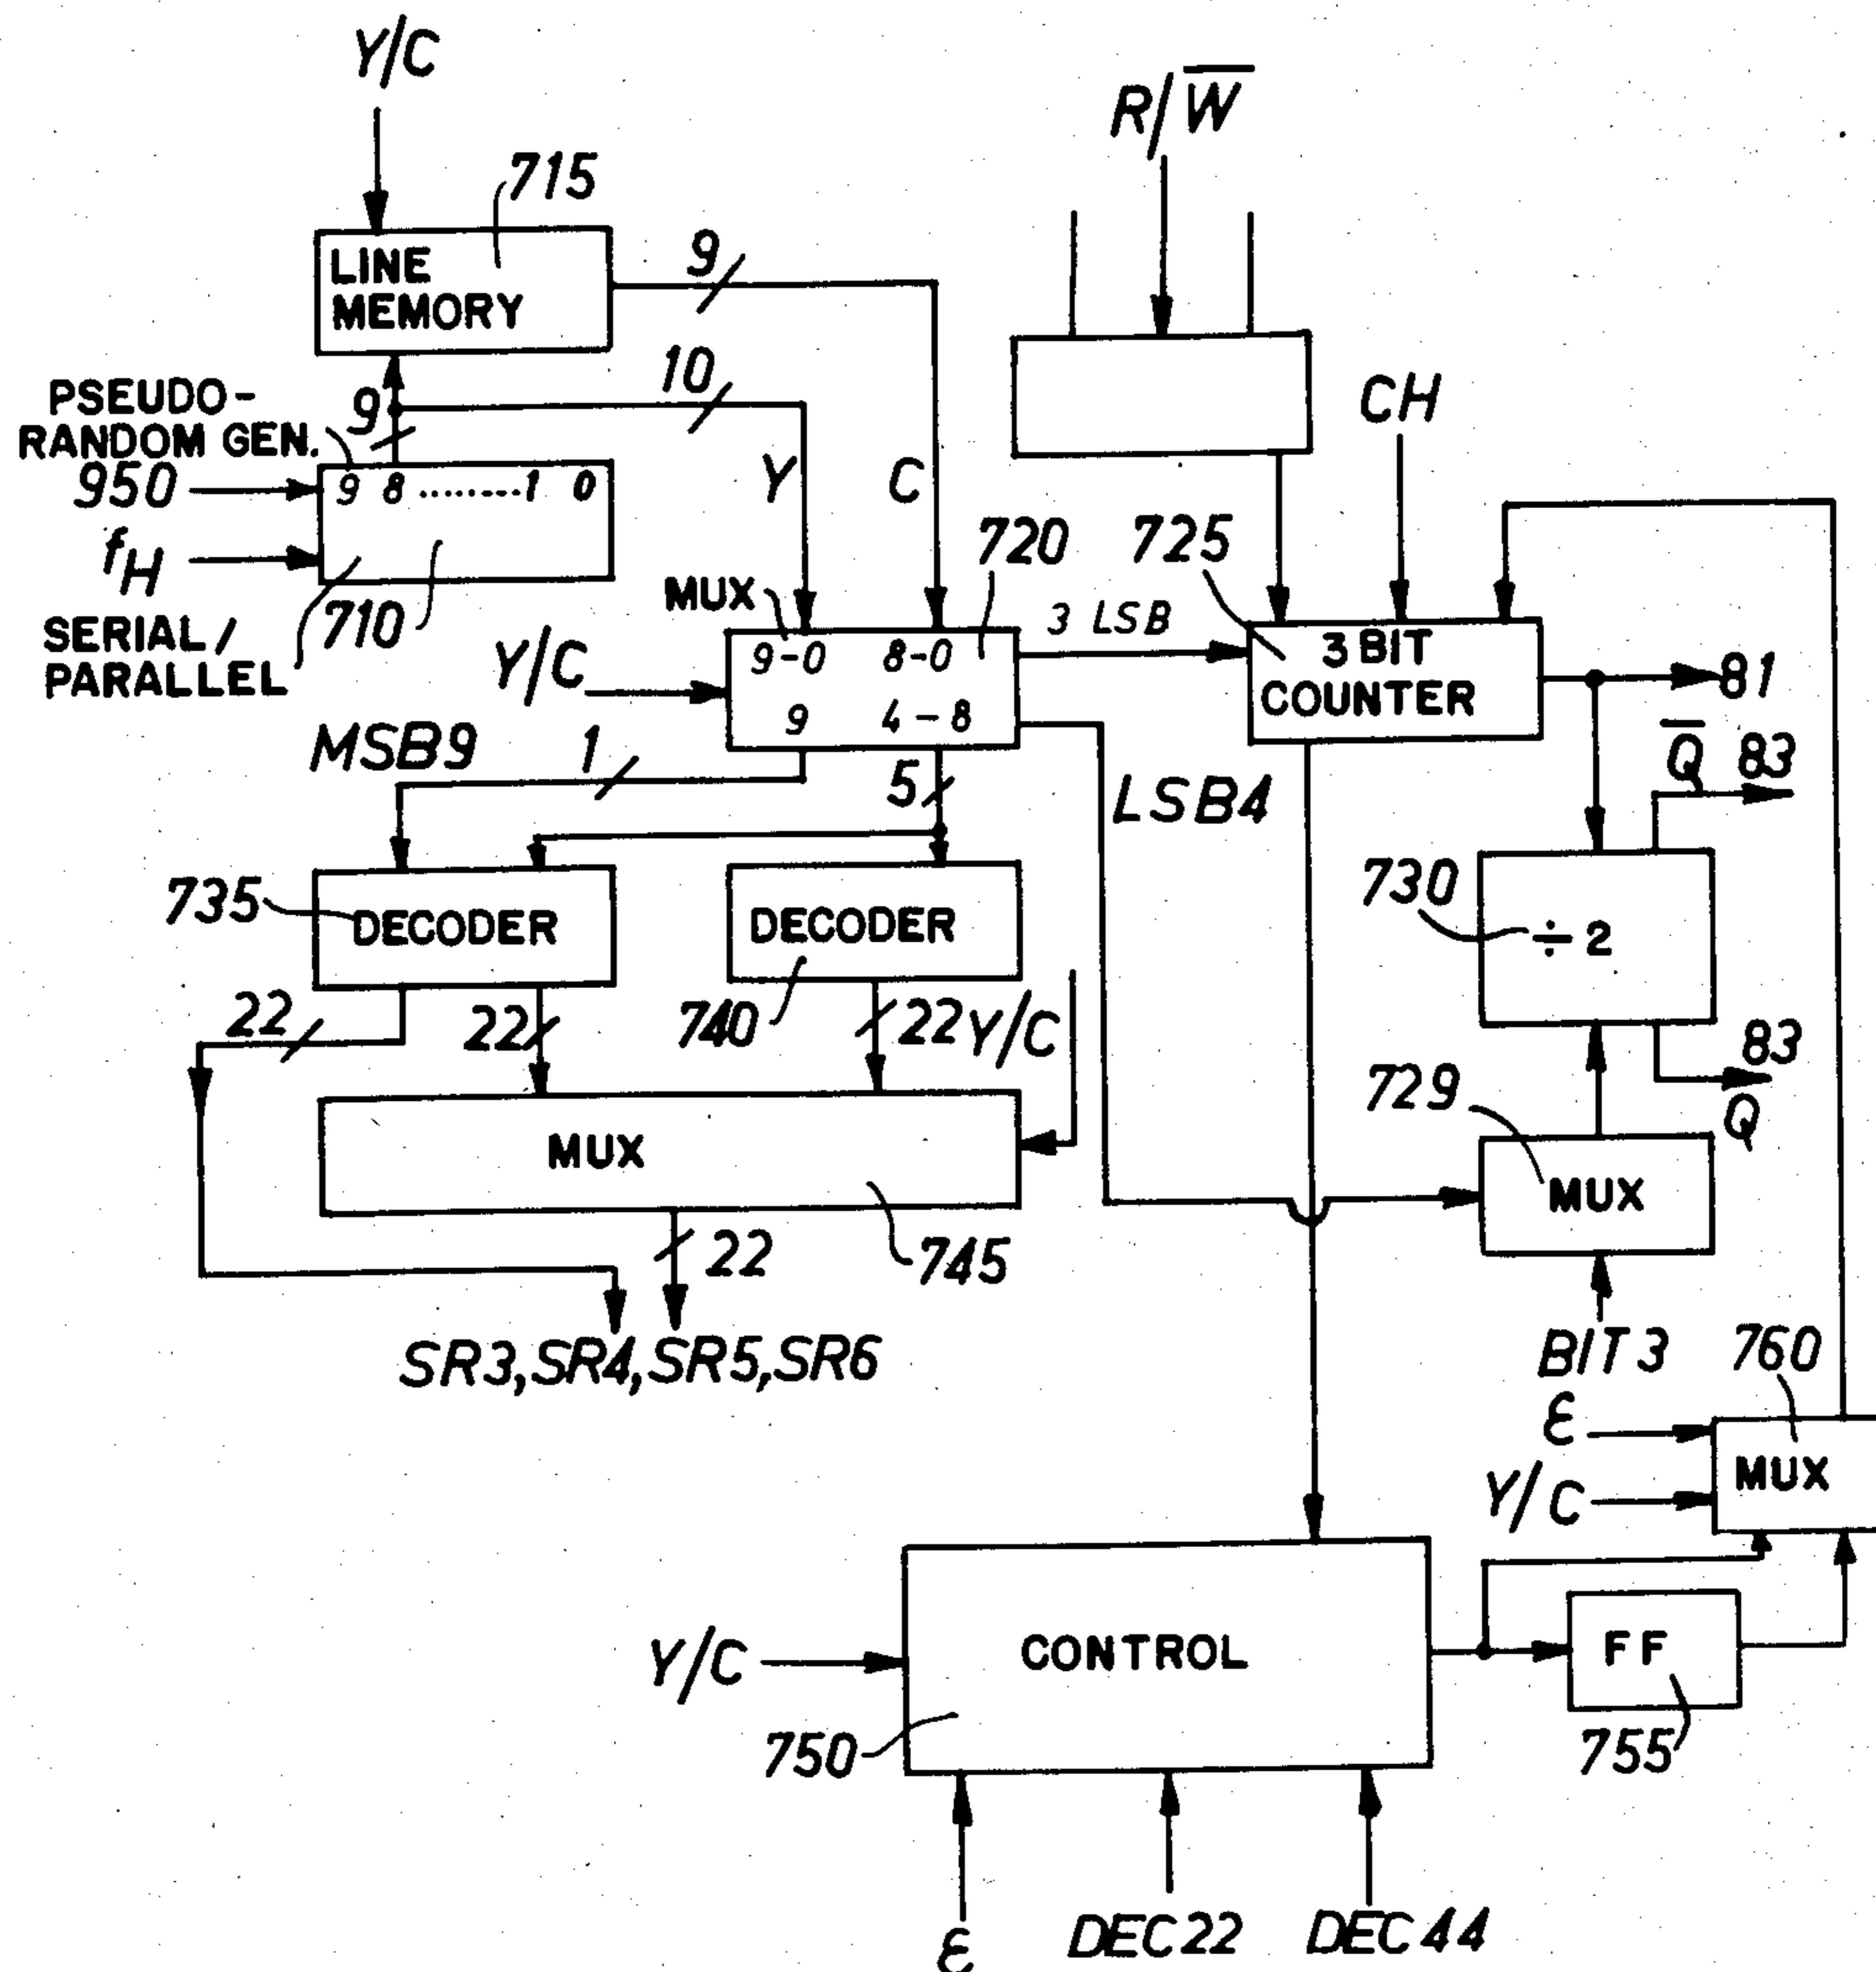 Y/C
R/W̅
715
LINE
MEMORY
9
10
PSEUDO-
RANDOM GEN.
9
950
9 8 ........1 0
CH
fH
Y
C
720
725
SERIAL/
PARALLEL
710
MUX
3 LSB
Y/C
9-0 8-0
9 4-8
3 BIT
COUNTER
81
MSB9
1
5
LSB4
Q̅ 83
735
DECODER
DECODER
730
÷2
22
22
740
22
Y/C
83
Q
729
MUX
MUX
22
745
SR3,SR4,SR5,SR6
BIT3
760
ε
Y/C
MUX
Y/C
CONTROL
FF
750
755
ε
DEC22
DEC44